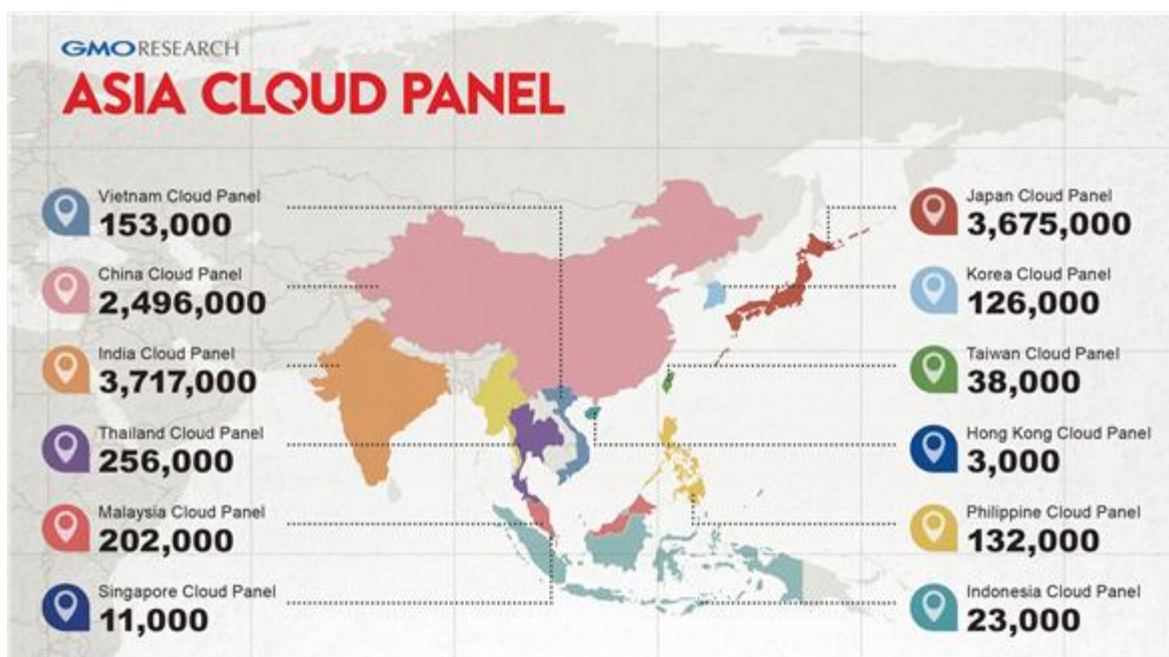 GMO RESEARCH
ASIA CLOUD PANEL
Vietnam Cloud Panel
153,000
China Cloud Panel
2,496,000
India Cloud Panel
3,717,000
Thailand Cloud Panel
256,000
Malaysia Cloud Panel
202,000
Singapore Cloud Panel
11,000
Japan Cloud Panel
3,675,000
Korea Cloud Panel
126,000
Taiwan Cloud Panel
38,000
Hong Kong Cloud Panel
3,000
Philippine Cloud Panel
132,000
Indonesia Cloud Panel
23,000